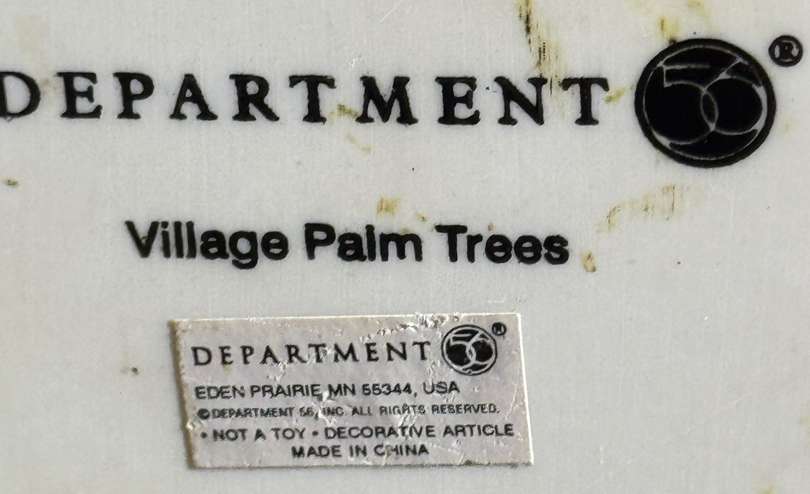 DEPARTMENT 56®
Village Palm Trees
DEPARTMENT 56®
EDEN PRAIRIE, MN 55344, USA
©DEPARTMENT 56, INC. ALL RIGHTS RESERVED.
• NOT A TOY • DECORATIVE ARTICLE
MADE IN CHINA